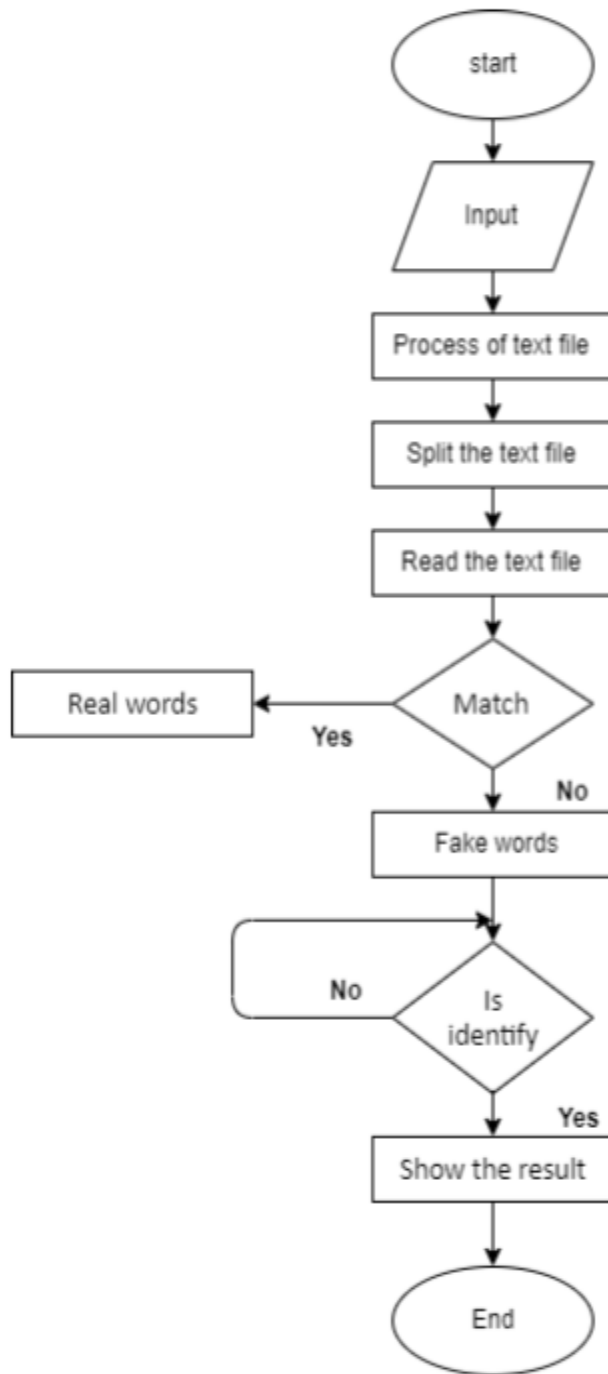 start
Input
Process of text file
Split the text file
Read the text file
Real words
Match
Yes
No
Fake words
No
Is
identify
Yes
Show the result
End